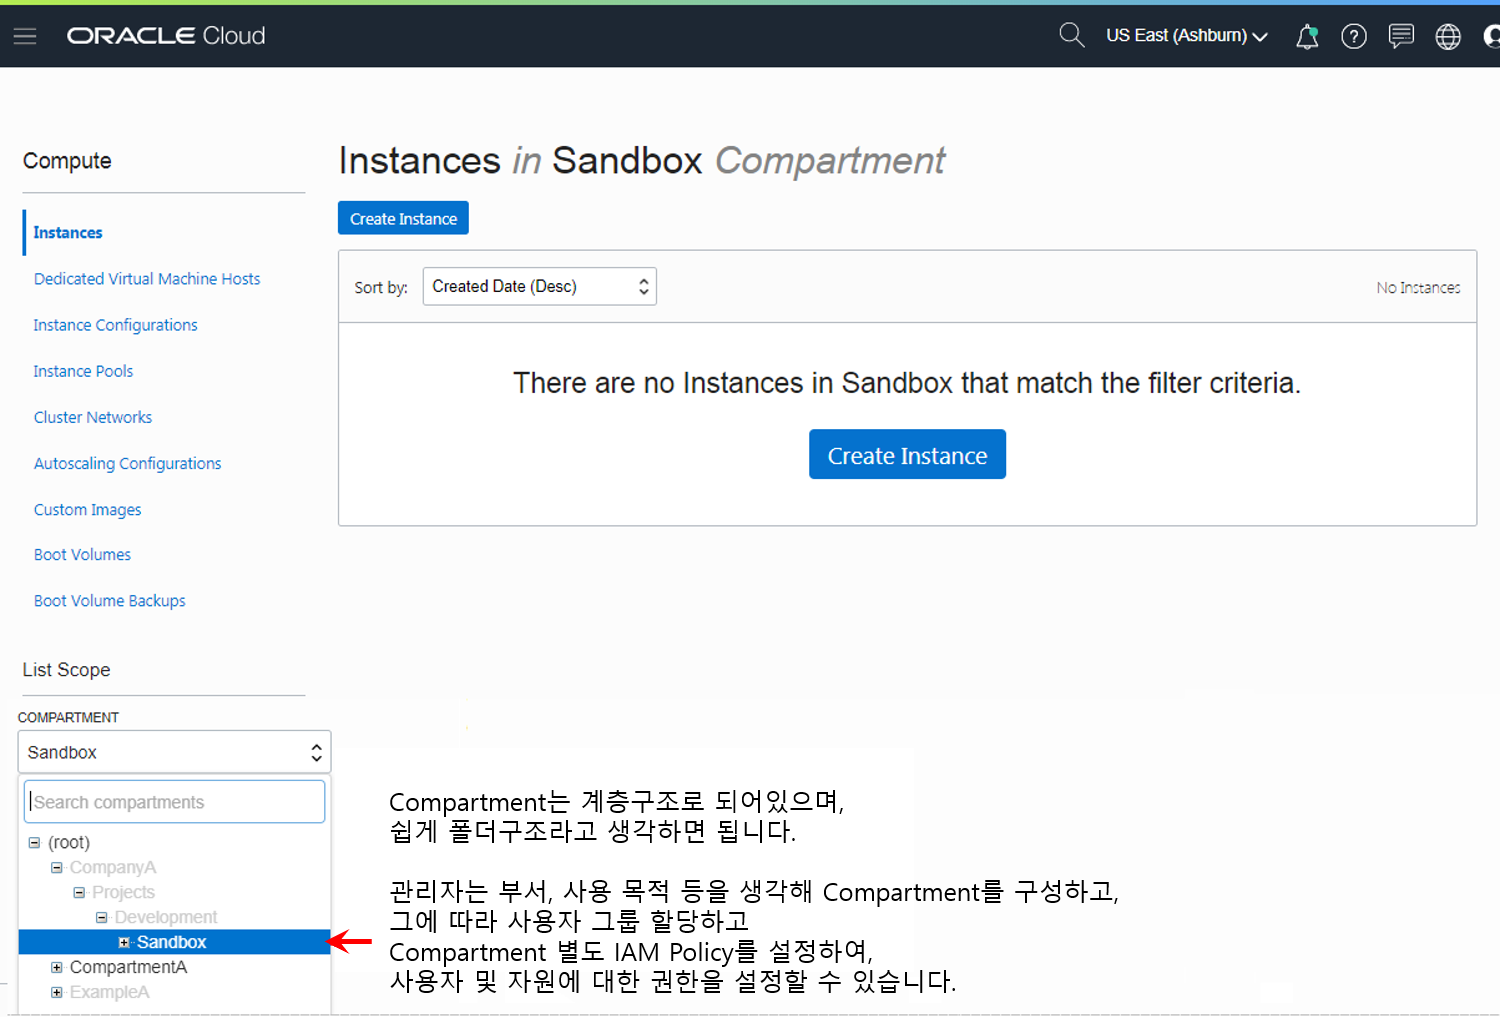 ORACLE Cloud
US East (Ashburn)
Compute
Instances
Dedicated Virtual Machine Hosts
Instance Configurations
Instance Pools
Cluster Networks
Autoscaling Configurations
Custom Images
Boot Volumes
Boot Volume Backups
List Scope
COMPARTMENT
Sandbox
Search compartments
(root)
CompanyA
Projects
Development
Sandbox
CompartmentA
ExampleA
Instances in Sandbox Compartment
Create Instance
Sort by: Created Date (Desc) No Instances
There are no Instances in Sandbox that match the filter criteria.
Create Instance
Compartment는 계층구조로 되어있으며,
쉽게 폴더구조라고 생각하면 됩니다.
관리자는 부서, 사용 목적 등을 생각해 Compartment를 구성하고,
그에 따라 사용자 그룹 할당하고
Compartment 별도 IAM Policy를 설정하여,
사용자 및 자원에 대한 권한을 설정할 수 있습니다.